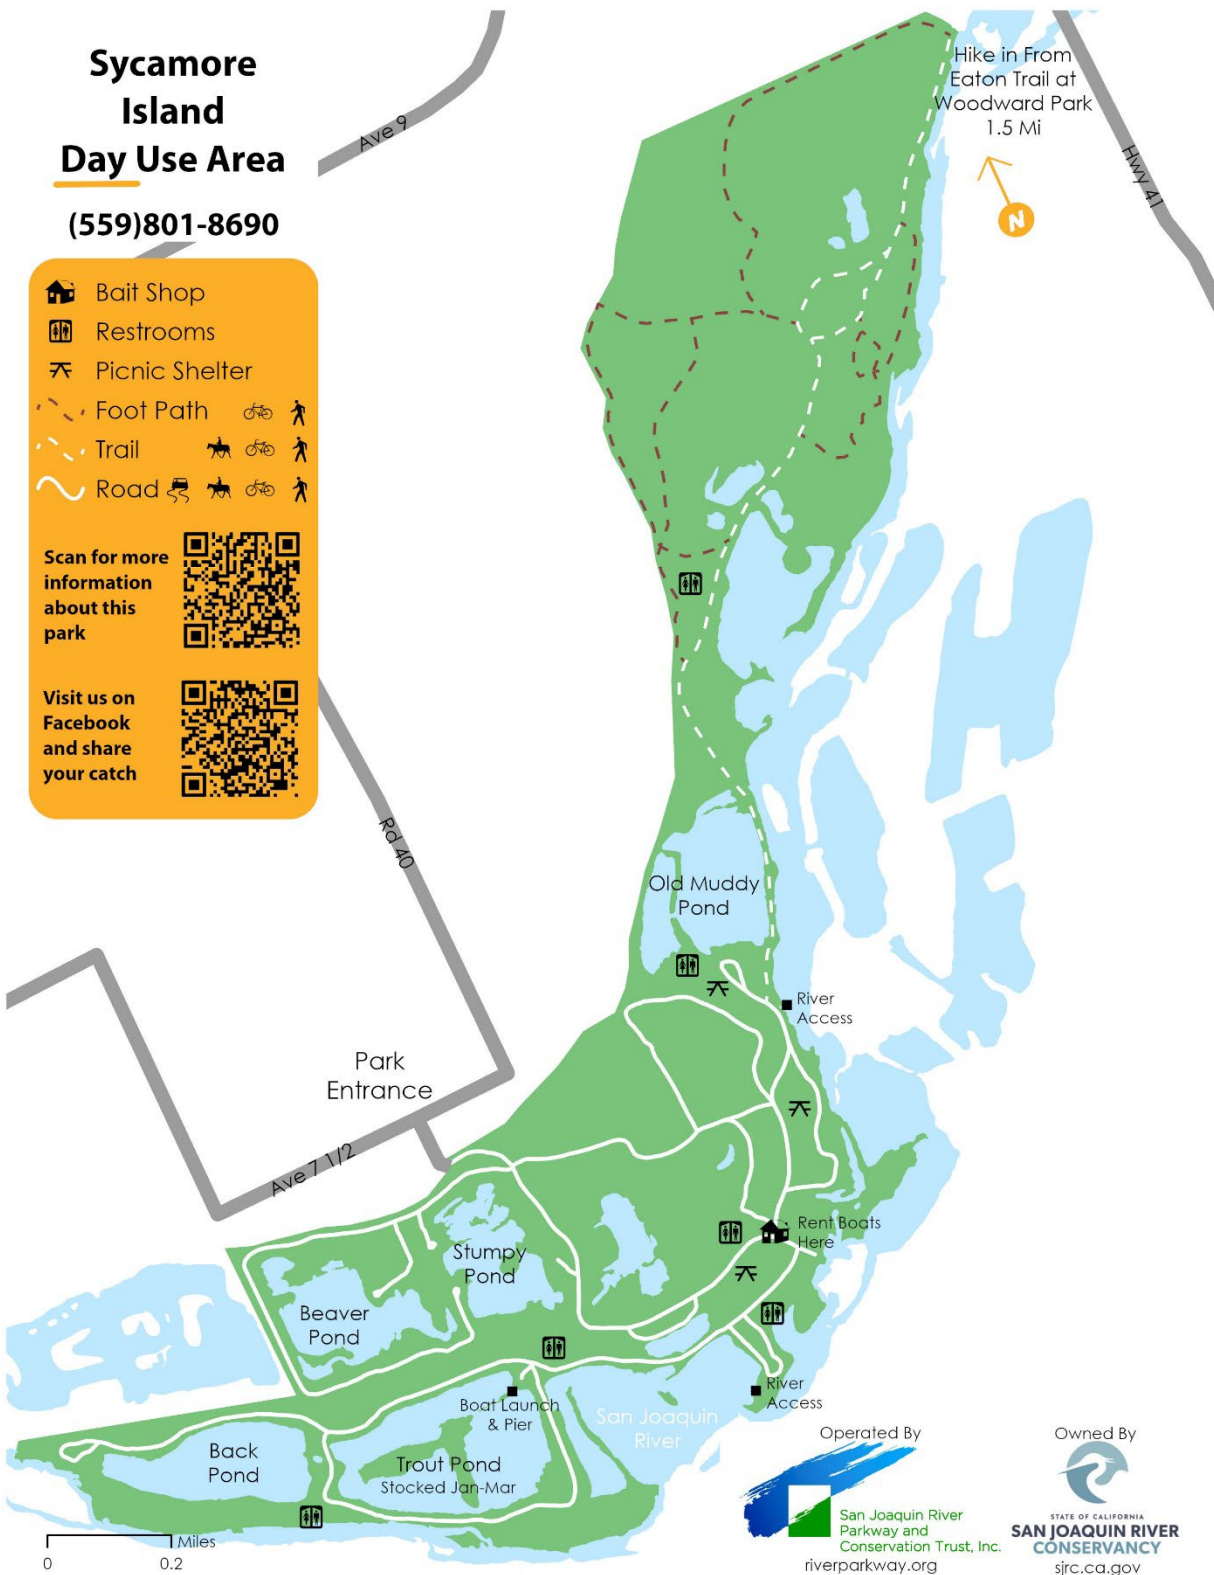 Sycamore
Island
Day Use Area
(559)801-8690
Bait Shop
Restrooms
Picnic Shelter
Foot Path
Trail
Road
Scan for more
information
about this
park
Visit us on
Facebook
and share
your catch
Ave 9
Hike in From
Eaton Trail at
Woodward Park
1.5 Mi
Hwy 41
N
Rd 40
Old Muddy
Pond
River
Access
Park
Entrance
Ave 7 1/2
Rent Boats
Here
Stumpy
Pond
Beaver
Pond
River
Access
Boat Launch
& Pier
San Joaquin
River
Back
Pond
Trout Pond
Stocked Jan-Mar
Miles
0
0.2
Operated By
San Joaquin River
Parkway and
Conservation Trust, Inc.
riverparkway.org
Owned By
STATE OF CALIFORNIA
SAN JOAQUIN RIVER
CONSERVANCY
sjrc.ca.gov